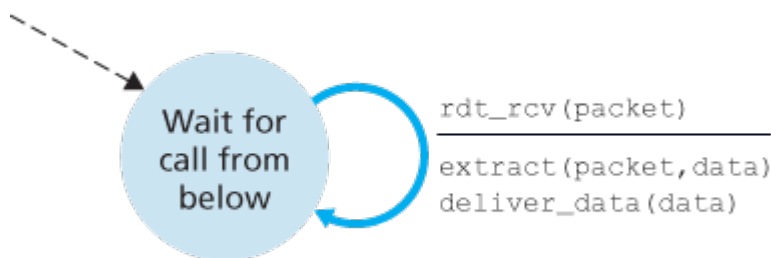 Wait for
call from
below
rdt_rcv(packet)
extract(packet,data)
deliver_data(data)